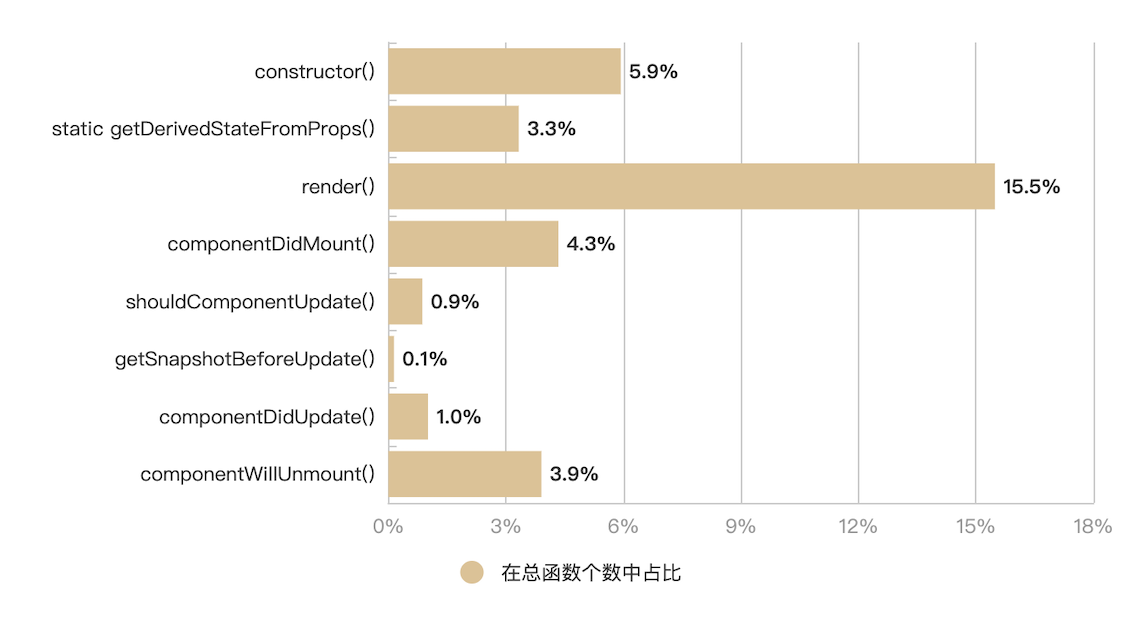 constructor() 5.9%
static getDerivedStateFromProps() 3.3%
render() 15.5%
componentDidMount() 4.3%
shouldComponentUpdate() 0.9%
getSnapshotBeforeUpdate() 0.1%
componentDidUpdate() 1.0%
componentWillUnmount() 3.9%
0% 3% 6% 9% 12% 15% 18%
在总函数个数中占比